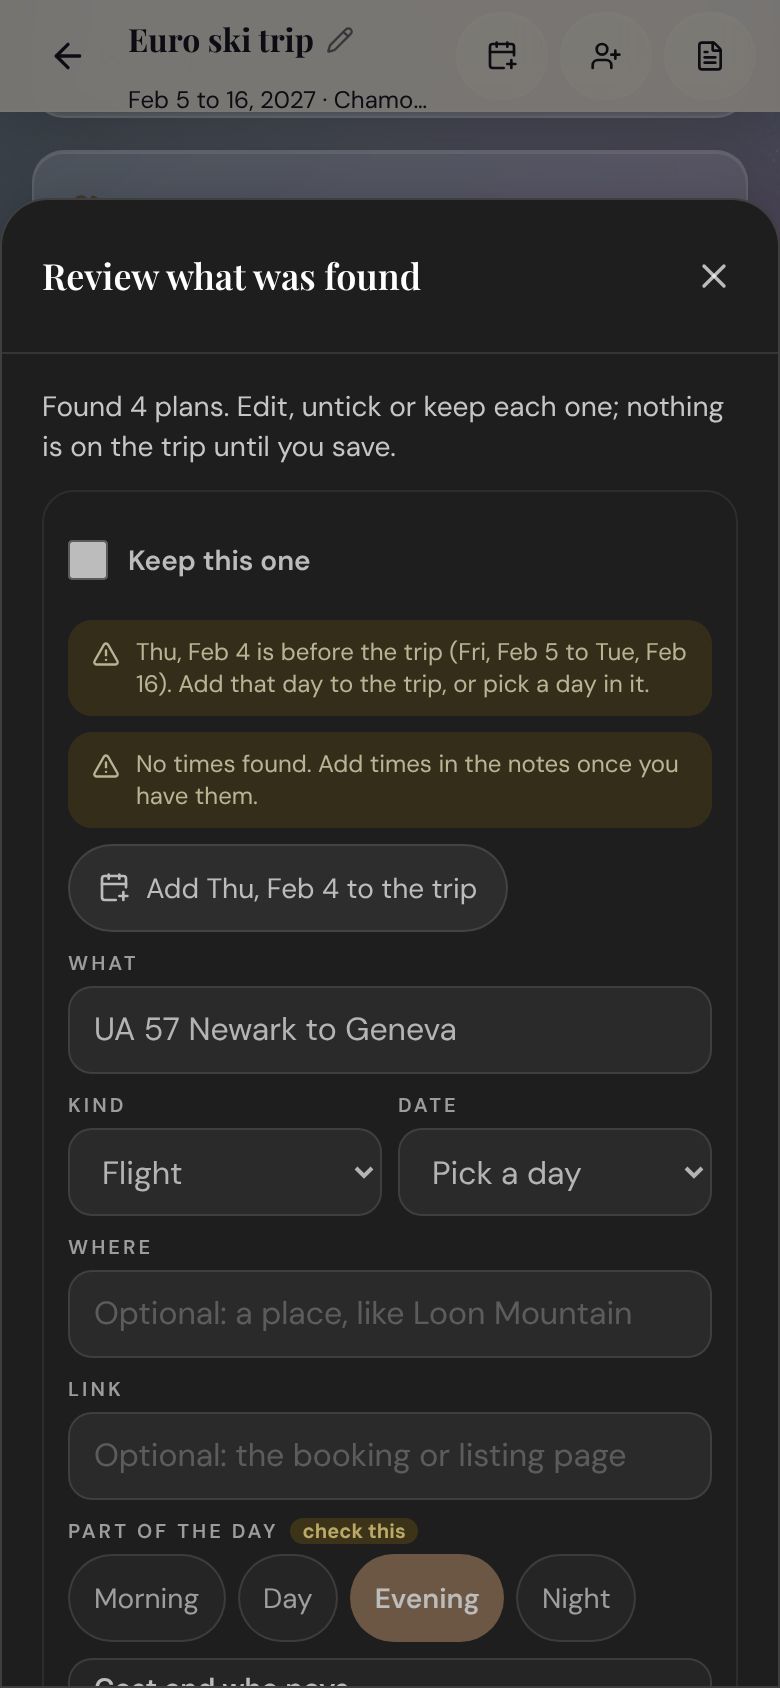 Euro ski trip
Feb 5 to 16, 2027 · Chamo...
Review what was found
Found 4 plans. Edit, untick or keep each one; nothing
is on the trip until you save.
Keep this one
Thu, Feb 4 is before the trip (Fri, Feb 5 to Tue, Feb
16). Add that day to the trip, or pick a day in it.
No times found. Add times in the notes once you
have them.
Add Thu, Feb 4 to the trip
WHAT
UA 57 Newark to Geneva
KIND DATE
Flight Pick a day
WHERE
Optional: a place, like Loon Mountain
LINK
Optional: the booking or listing page
PART OF THE DAY check this
Morning Day Evening Night
Cost and who pays